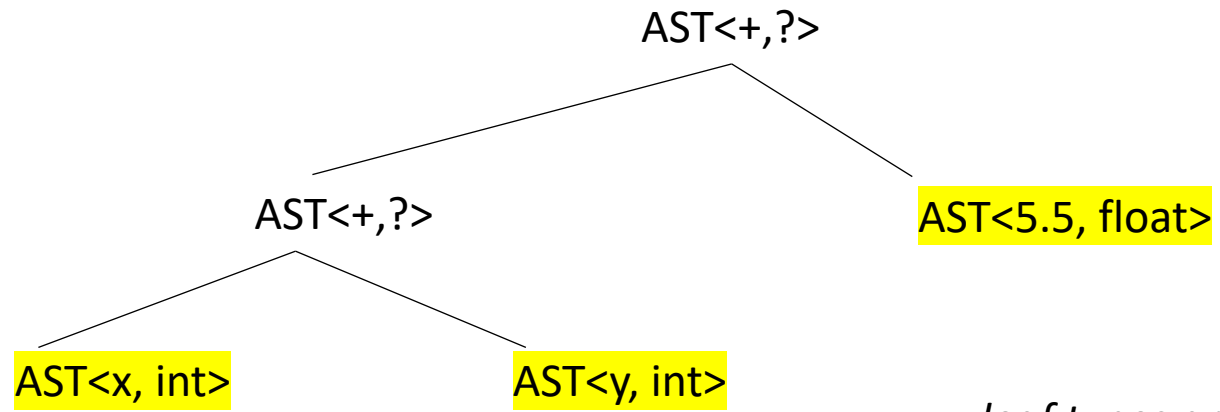 AST<+,?>
AST<+,?>
AST<5.5, float>
AST<x, int>
AST<y, int>